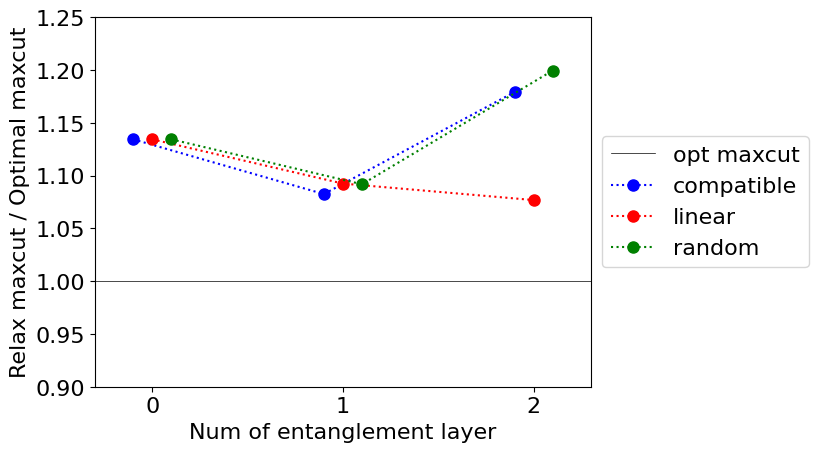 Relax maxcut / Optimal maxcut
1.25
1.20
1.15
1.10
1.05
1.00
0.95
0.90
0
1
2
Num of entanglement layer
opt maxcut
compatible
linear
random